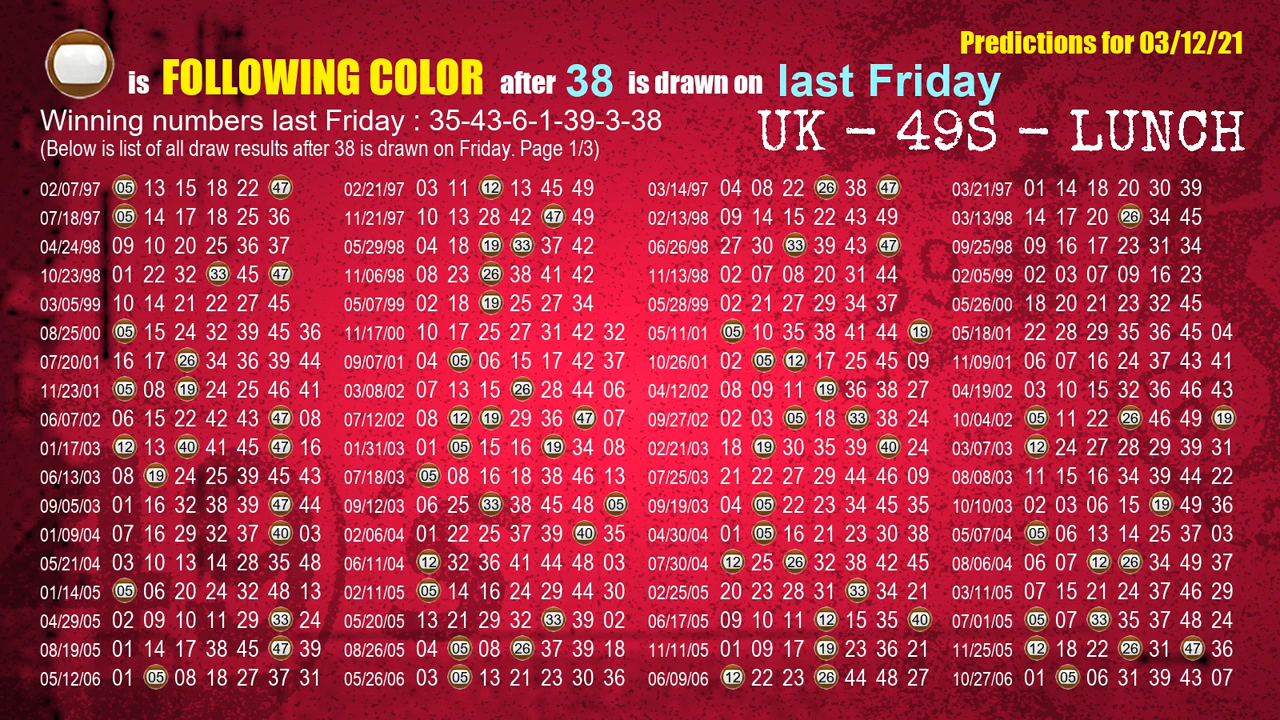 Predictions for 03/12/21
is FOLLOWING COLOR after 38 is drawn on last Friday
Winning numbers last Friday : 35-43-6-1-39-3-38
UK - 49S - LUNCH
(Below is list of all draw results after 38 is drawn on Friday. Page 1/3)
02/07/97 05 13 15 18 22 47 02/21/97 03 11 12 13 45 49 03/14/97 04 08 22 26 38 47 03/21/97 01 14 18 20 30 39
07/18/97 05 14 17 18 25 36 11/21/97 10 13 28 42 47 49 02/13/98 09 14 15 22 43 49 03/13/98 14 17 20 26 34 45
04/24/98 09 10 20 25 36 37 05/29/98 04 18 19 33 37 42 06/26/98 27 30 33 39 43 47 09/25/98 09 16 17 23 31 34
10/23/98 01 22 32 33 45 47 11/06/98 08 23 26 38 41 42 11/13/98 02 07 08 20 31 44 02/05/99 02 03 07 09 16 23
03/05/99 10 14 21 22 27 45 05/07/99 02 18 19 25 27 34 05/28/99 02 21 27 29 34 37 05/26/00 18 20 21 23 32 45
08/25/00 05 15 24 32 39 45 36 11/17/00 10 17 25 27 31 42 32 05/11/01 05 10 35 38 41 44 19 05/18/01 22 28 29 35 36 45 04
07/20/01 16 17 26 34 36 39 44 09/07/01 04 05 06 15 17 42 37 10/26/01 02 05 12 17 25 45 09 11/09/01 06 07 16 24 37 43 41
11/23/01 05 08 19 24 25 46 41 03/08/02 07 13 15 26 28 44 06 04/12/02 08 09 11 19 36 38 27 04/19/02 03 10 15 32 36 46 43
06/07/02 06 15 22 42 43 47 08 07/12/02 08 12 19 29 36 47 07 09/27/02 02 03 05 18 33 38 24 10/04/02 05 11 22 26 46 49 19
01/17/03 12 13 40 41 45 47 16 01/31/03 01 05 15 16 19 34 08 02/21/03 18 19 30 35 39 40 24 03/07/03 12 24 27 28 29 39 31
06/13/03 08 19 24 25 39 45 43 07/18/03 05 08 16 18 38 46 13 07/25/03 21 22 27 29 44 46 09 08/08/03 11 15 16 34 39 44 22
09/05/03 01 16 32 38 39 47 44 09/12/03 06 25 33 38 45 48 05 09/19/03 04 05 22 23 34 45 35 10/10/03 02 03 06 15 19 49 36
01/09/04 07 16 29 32 37 40 03 02/06/04 01 22 25 37 39 40 35 04/30/04 01 05 16 21 23 30 38 05/07/04 05 06 13 14 25 37 03
05/21/04 03 10 13 14 28 35 48 06/11/04 12 32 36 41 44 48 03 07/30/04 12 25 26 32 38 42 45 08/06/04 06 07 12 26 34 49 37
01/14/05 05 06 20 24 32 48 13 02/11/05 05 14 16 24 29 44 30 02/25/05 20 23 28 31 33 34 21 03/11/05 07 15 21 24 37 46 29
04/29/05 02 09 10 11 29 33 24 05/20/05 13 21 29 32 33 39 02 06/17/05 09 10 11 12 15 35 40 07/01/05 05 07 33 35 37 48 24
08/19/05 01 14 17 38 45 47 39 08/26/05 04 05 08 26 37 39 18 11/11/05 01 09 17 19 23 36 21 11/25/05 12 18 22 26 31 47 36
05/12/06 01 05 08 18 27 37 31 05/26/06 03 05 13 21 23 30 36 06/09/06 12 22 23 26 44 48 27 10/27/06 01 05 06 31 39 43 07